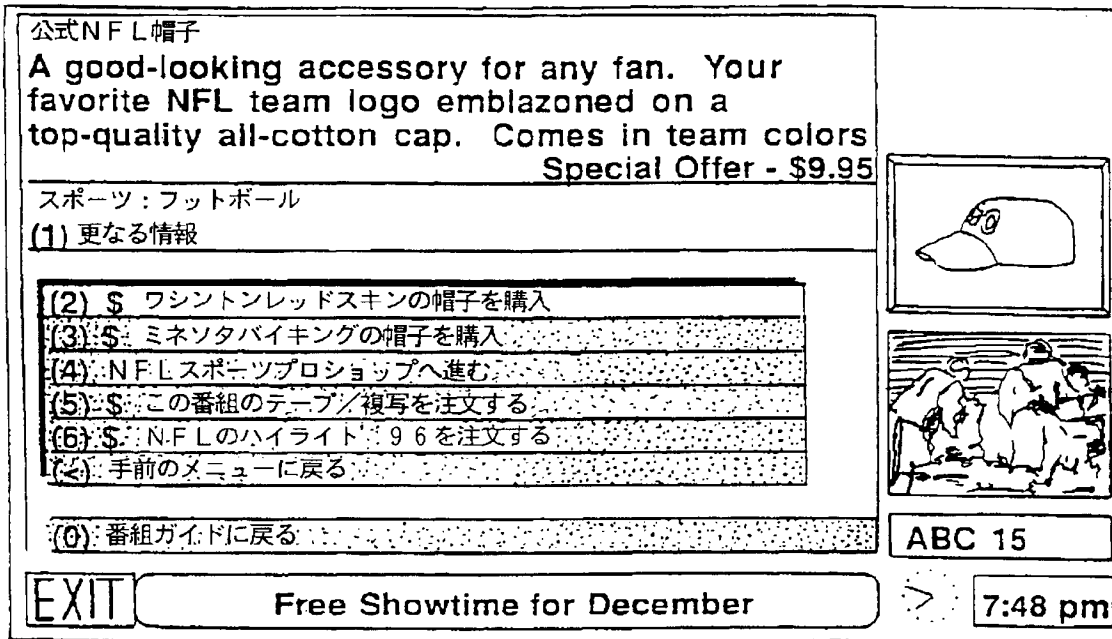 公式NFL帽子
A good-looking accessory for any fan. Your
favorite NFL team logo emblazoned on a
top-quality all-cotton cap. Comes in team colors
Special Offer - $9.95
スポーツ:フットボール
(1) 更なる情報
(2) $ ワシントンレッドスキンの帽子を購入
(3) $ ミネソタバイキングの帽子を購入
(4) NFLスポーツプロショップへ進む
(5) $ この番組のテープ/複写を注文する
(6) $ NFLのハイライト:96を注文する
(<) 手前のメニューに戻る
(0) 番組ガイドに戻る
ABC 15
EXIT
Free Showtime for December
7:48 pm